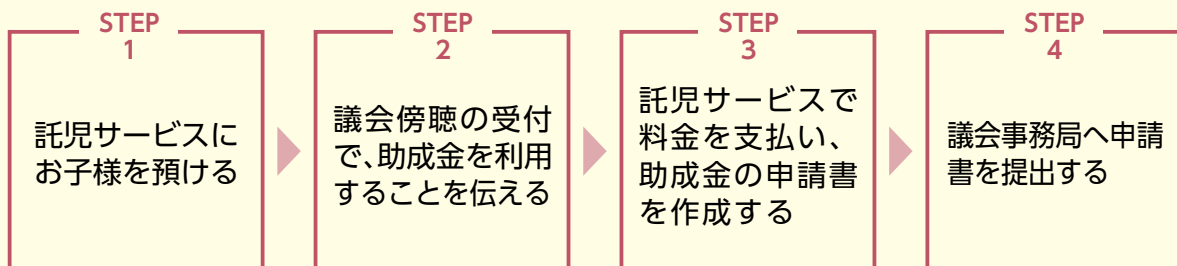 STEP
1
託児サービスに
お子様を預ける
STEP
2
議会傍聴の受付
で、助成金を利用
することを伝える
STEP
3
託児サービスで
料金を支払い、
助成金の申請書
を作成する
STEP
4
議会事務局へ申請
書を提出する